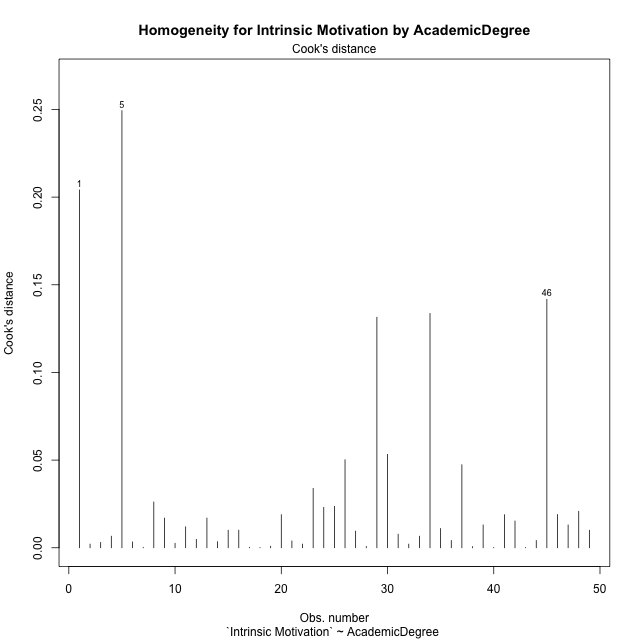 Homogeneity for Intrinsic Motivation by AcademicDegree
Cook's distance
Cook's distance
0.25
0.20
0.15
0.10
0.05
0.00
5
1
46
0 10 20 30 40 50
Obs. number
`Intrinsic Motivation` ~ AcademicDegree